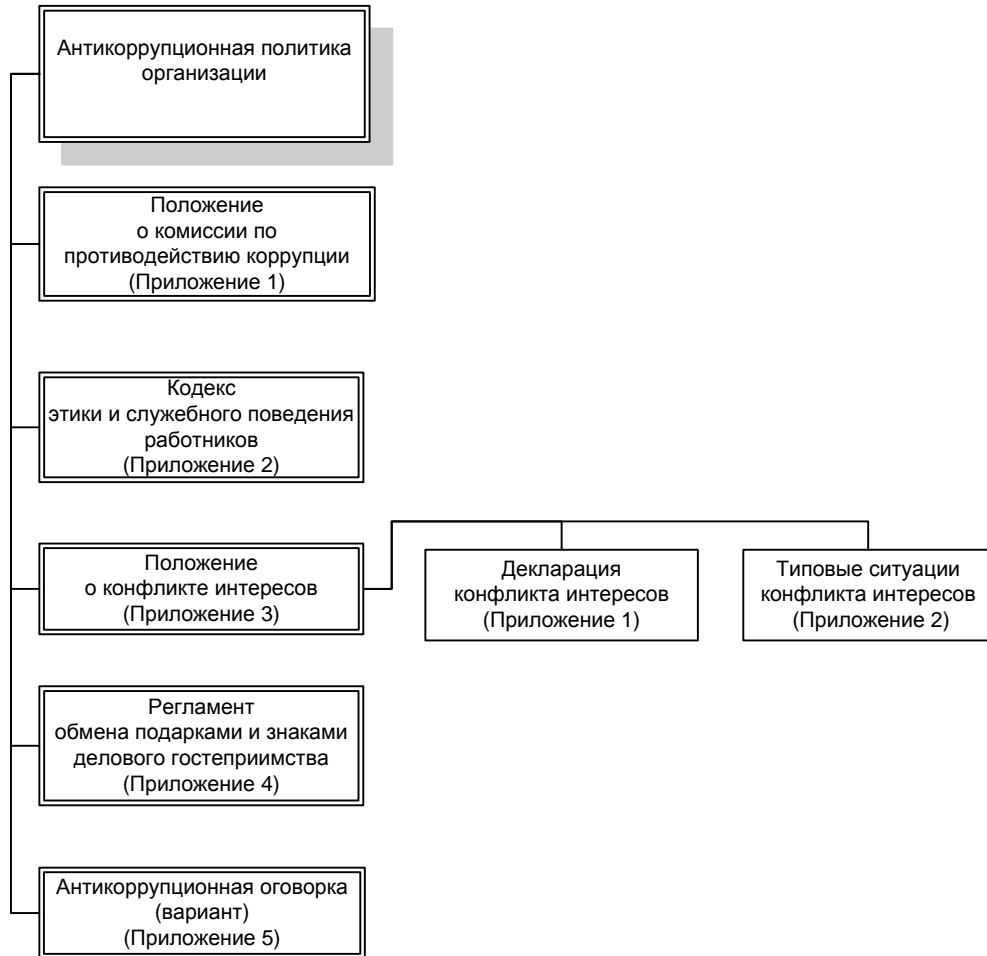 Антикоррупционная политика
организации
Положение
о комиссии по
противодействию коррупции
(Приложение 1)
Кодекс
этики и служебного поведения
работников
(Приложение 2)
Положение
о конфликте интересов
(Приложение 3)
Декларация
конфликта интересов
(Приложение 1)
Типовые ситуации
конфликта интересов
(Приложение 2)
Регламент
обмена подарками и знаками
делового гостеприимства
(Приложение 4)
Антикоррупционная оговорка
(вариант)
(Приложение 5)